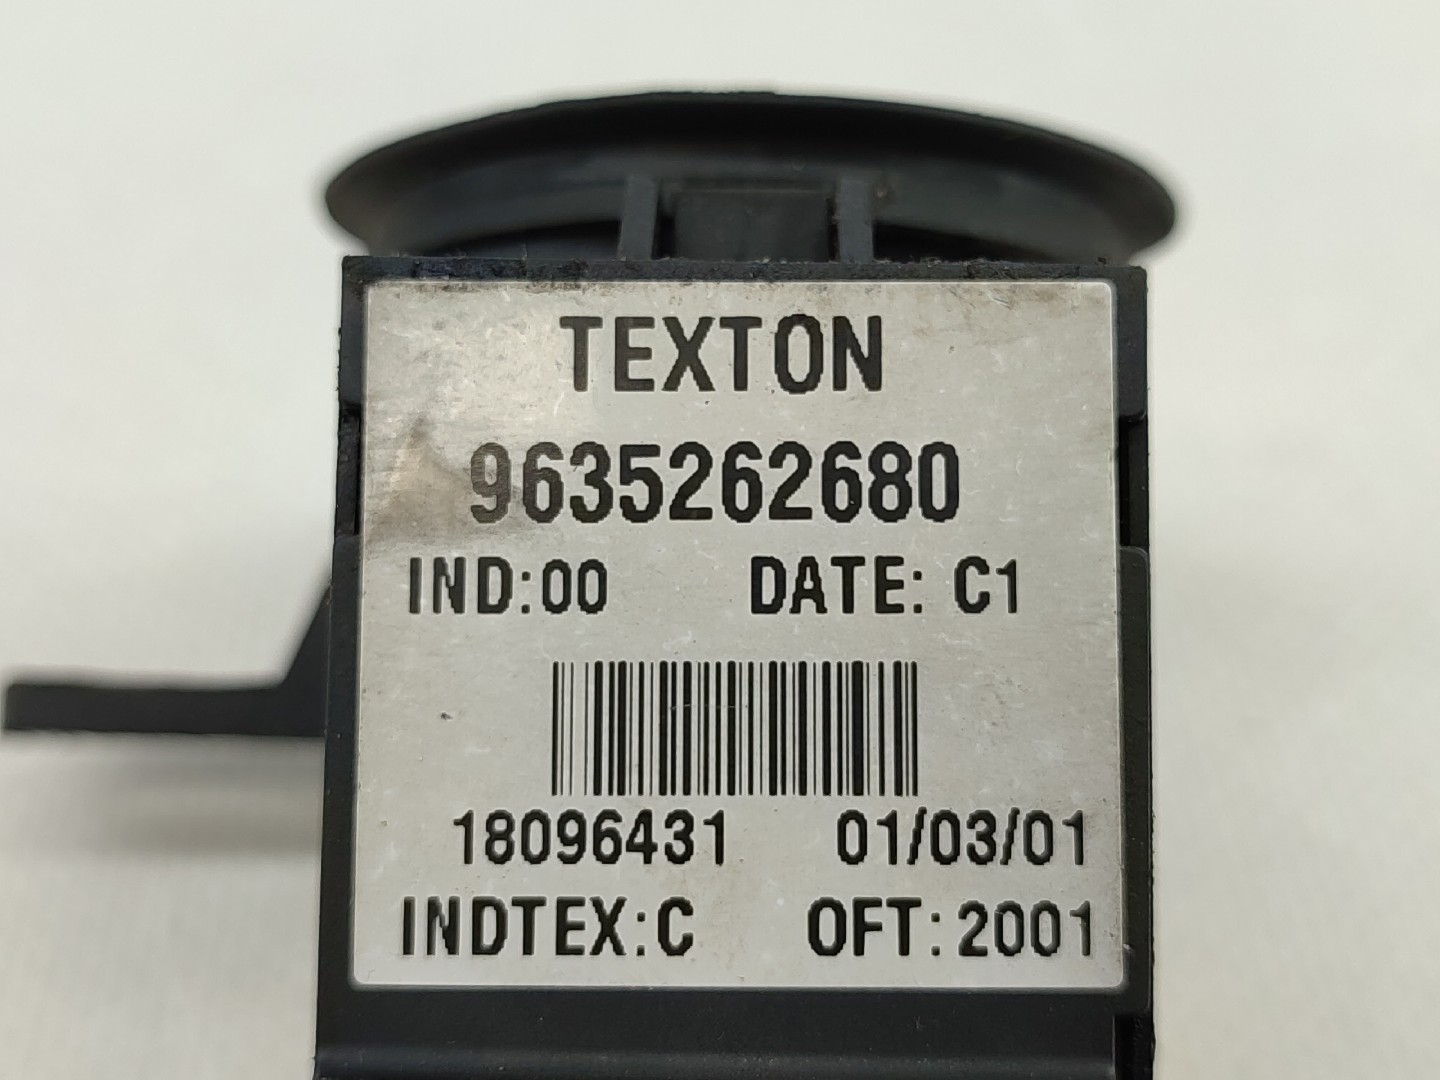 TEXTON
9635262680
IND:00 DATE: C1
18096431 01/03/01
INDTEX:C OFT: 2001